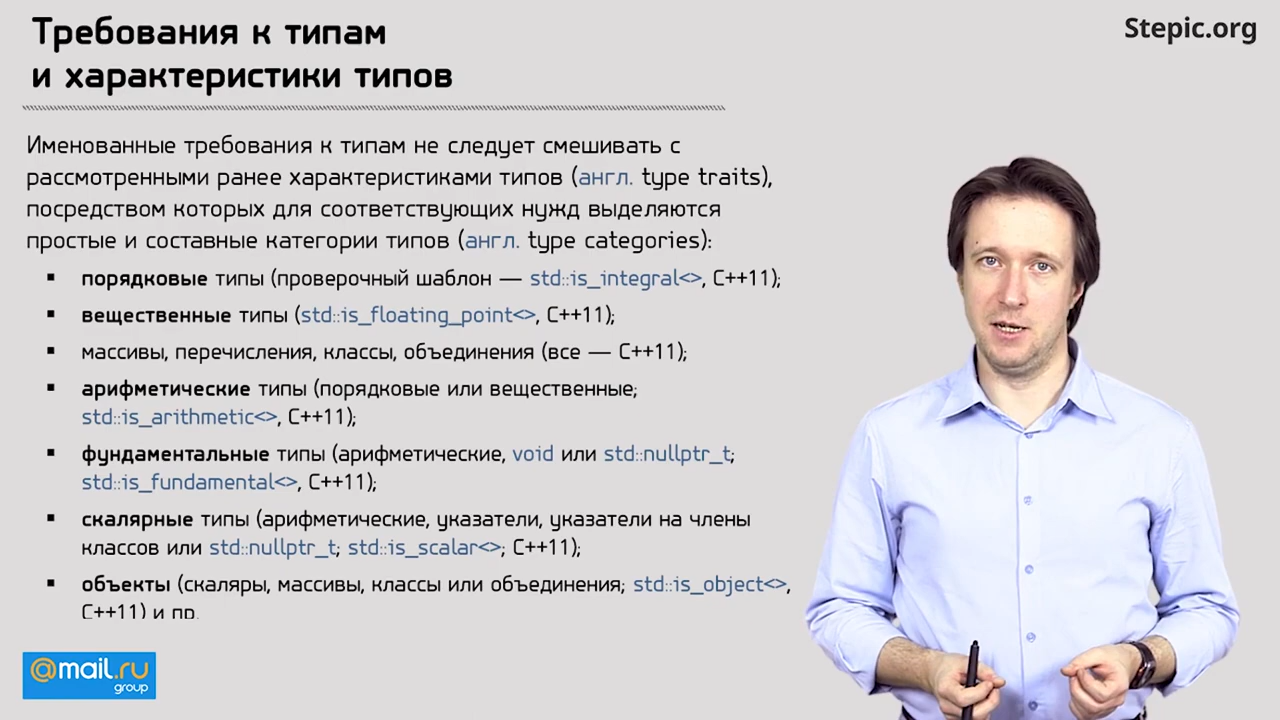 Требования к типам
и характеристики типов
Stepic.org
Именованные требования к типам не следует смешивать с
рассмотренными ранее характеристиками типов (англ. type traits),
посредством которых для соответствующих нужд выделяются
простые и составные категории типов (англ. type categories):
▪ порядковые типы (проверочный шаблон — std::is_integral<>, C++11);
▪ вещественные типы (std::is_floating_point<>, C++11);
▪ массивы, перечисления, классы, объединения (все — C++11);
▪ арифметические типы (порядковые или вещественные;
std::is_arithmetic<>, C++11);
▪ фундаментальные типы (арифметические, void или std::nullptr_t;
std::is_fundamental<>, C++11);
▪ скалярные типы (арифметические, указатели, указатели на члены
классов или std::nullptr_t; std::is_scalar<>; C++11);
▪ объекты (скаляры, массивы, классы или объединения; std::is_object<>,
C++11) и пр.
@mail.ru
group